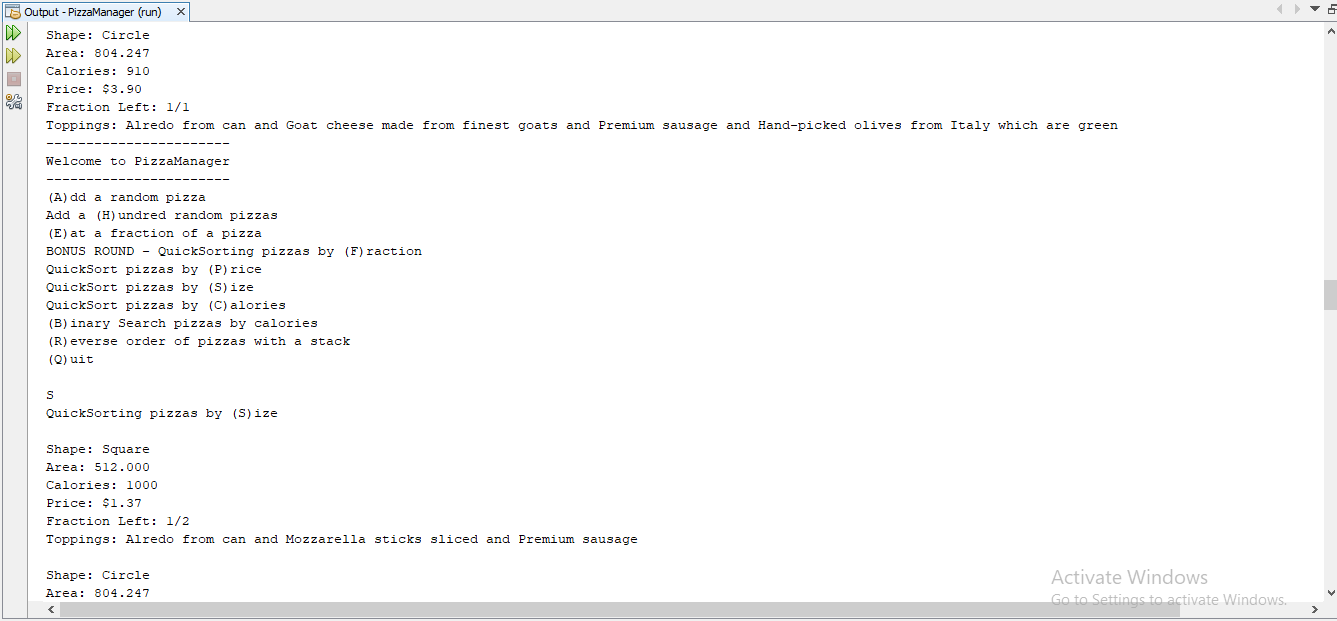 Output - PizzaManager (run)
Shape: Circle
Area: 804.247
Calories: 910
Price: $3.90
Fraction Left: 1/1
Toppings: Alredo from can and Goat cheese made from finest goats and Premium sausage and Hand-picked olives from Italy which are green
-----------------------
Welcome to PizzaManager
-----------------------
(A)dd a random pizza
Add a (H)undred random pizzas
(E)at a fraction of a pizza
BONUS ROUND - QuickSorting pizzas by (F)raction
QuickSort pizzas by (P)rice
QuickSort pizzas by (S)ize
QuickSort pizzas by (C)alories
(B)inary Search pizzas by calories
(R)everse order of pizzas with a stack
(Q)uit
S
QuickSorting pizzas by (S)ize
Shape: Square
Area: 512.000
Calories: 1000
Price: $1.37
Fraction Left: 1/2
Toppings: Alredo from can and Mozzarella sticks sliced and Premium sausage
Shape: Circle
Area: 804.247
Activate Windows
Go to Settings to activate Windows.